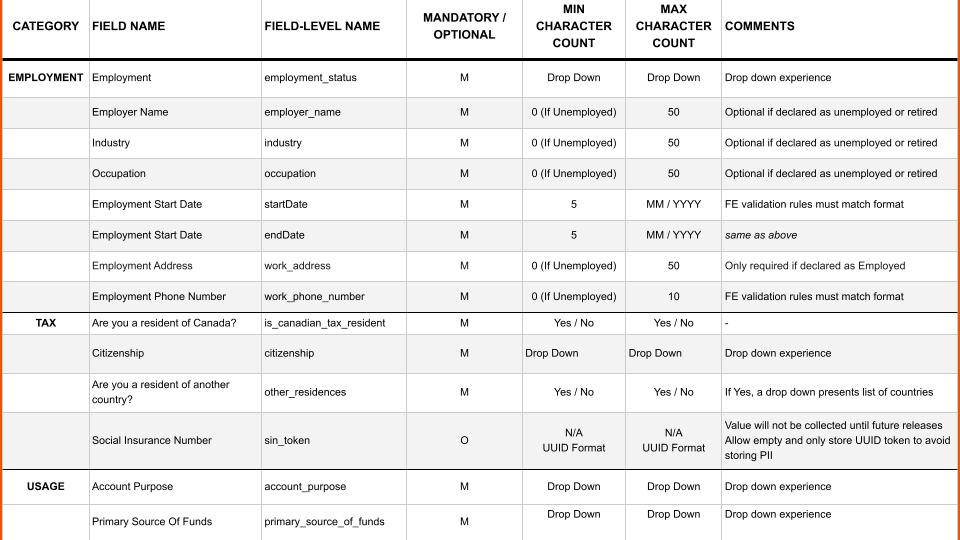 CATEGORY FIELD NAME FIELD-LEVEL NAME MANDATORY / OPTIONAL MIN CHARACTER COUNT MAX CHARACTER COUNT COMMENTS
EMPLOYMENT Employment employment_status M Drop Down Drop Down Drop down experience
Employer Name employer_name M 0 (If Unemployed) 50 Optional if declared as unemployed or retired
Industry industry M 0 (If Unemployed) 50 Optional if declared as unemployed or retired
Occupation occupation M 0 (If Unemployed) 50 Optional if declared as unemployed or retired
Employment Start Date startDate M 5 MM / YYYY FE validation rules must match format
Employment Start Date endDate M 5 MM / YYYY same as above
Employment Address work_address M 0 (If Unemployed) 50 Only required if declared as Employed
Employment Phone Number work_phone_number M 0 (If Unemployed) 10 FE validation rules must match format
TAX Are you a resident of Canada? is_canadian_tax_resident M Yes / No Yes / No -
Citizenship citizenship M Drop Down Drop Down Drop down experience
Are you a resident of another country? other_residences M Yes / No Yes / No If Yes, a drop down presents list of countries
Social Insurance Number sin_token O N/A UUID Format N/A UUID Format Value will not be collected until future releases
Allow empty and only store UUID token to avoid
storing PII
USAGE Account Purpose account_purpose M Drop Down Drop Down Drop down experience
Primary Source Of Funds primary_source_of_funds M Drop Down Drop Down Drop down experience